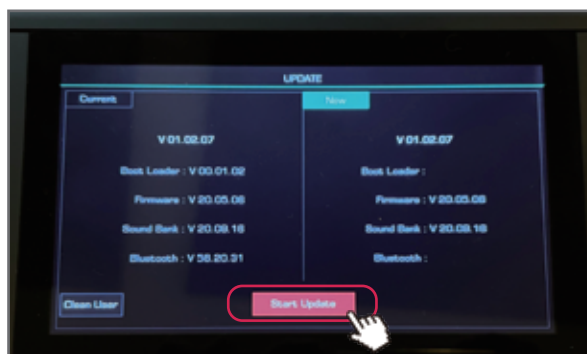 UPDATE
Current
New
V 01.02.07
V 01.02.07
Boot Loader : V 00.01.02
Boot Loader :
Firmware : V 20.05.06
Firmware : V 20.05.06
Sound Bank : V 20.09.16
Sound Bank : V 20.09.16
Bluetooth : V 58.20.31
Bluetooth :
Clean User
Start Update